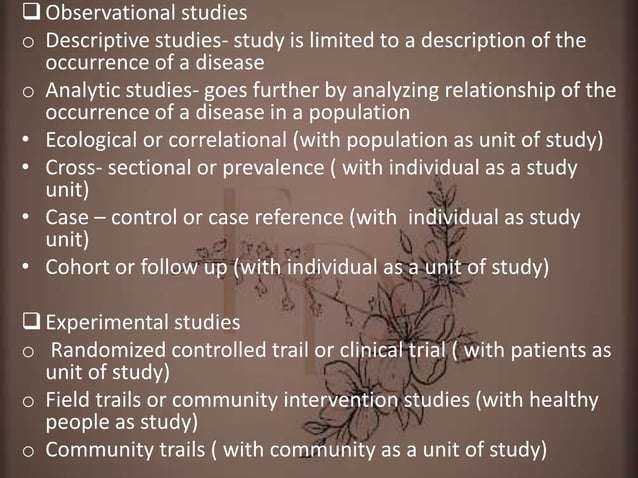 ❑ Observational studies
o Descriptive studies- study is limited to a description of the
occurrence of a disease
o Analytic studies- goes further by analyzing relationship of the
occurrence of a disease in a population
• Ecological or correlational (with population as unit of study)
• Cross- sectional or prevalence ( with individual as a study
unit)
• Case – control or case reference (with individual as study
unit)
• Cohort or follow up (with individual as a unit of study)
❑ Experimental studies
o Randomized controlled trail or clinical trial ( with patients as
unit of study)
o Field trails or community intervention studies (with healthy
people as study)
o Community trails ( with community as a unit of study)